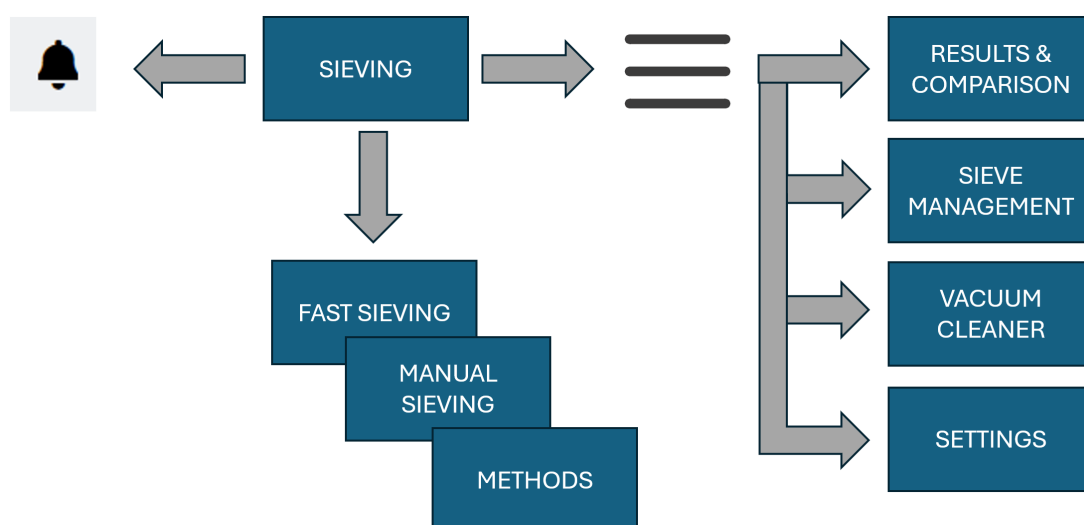 SIEVING
RESULTS &
COMPARISON
SIEVE
MANAGEMENT
FAST SIEVING
VACUUM
CLEANER
MANUAL
SIEVING
METHODS
SETTINGS